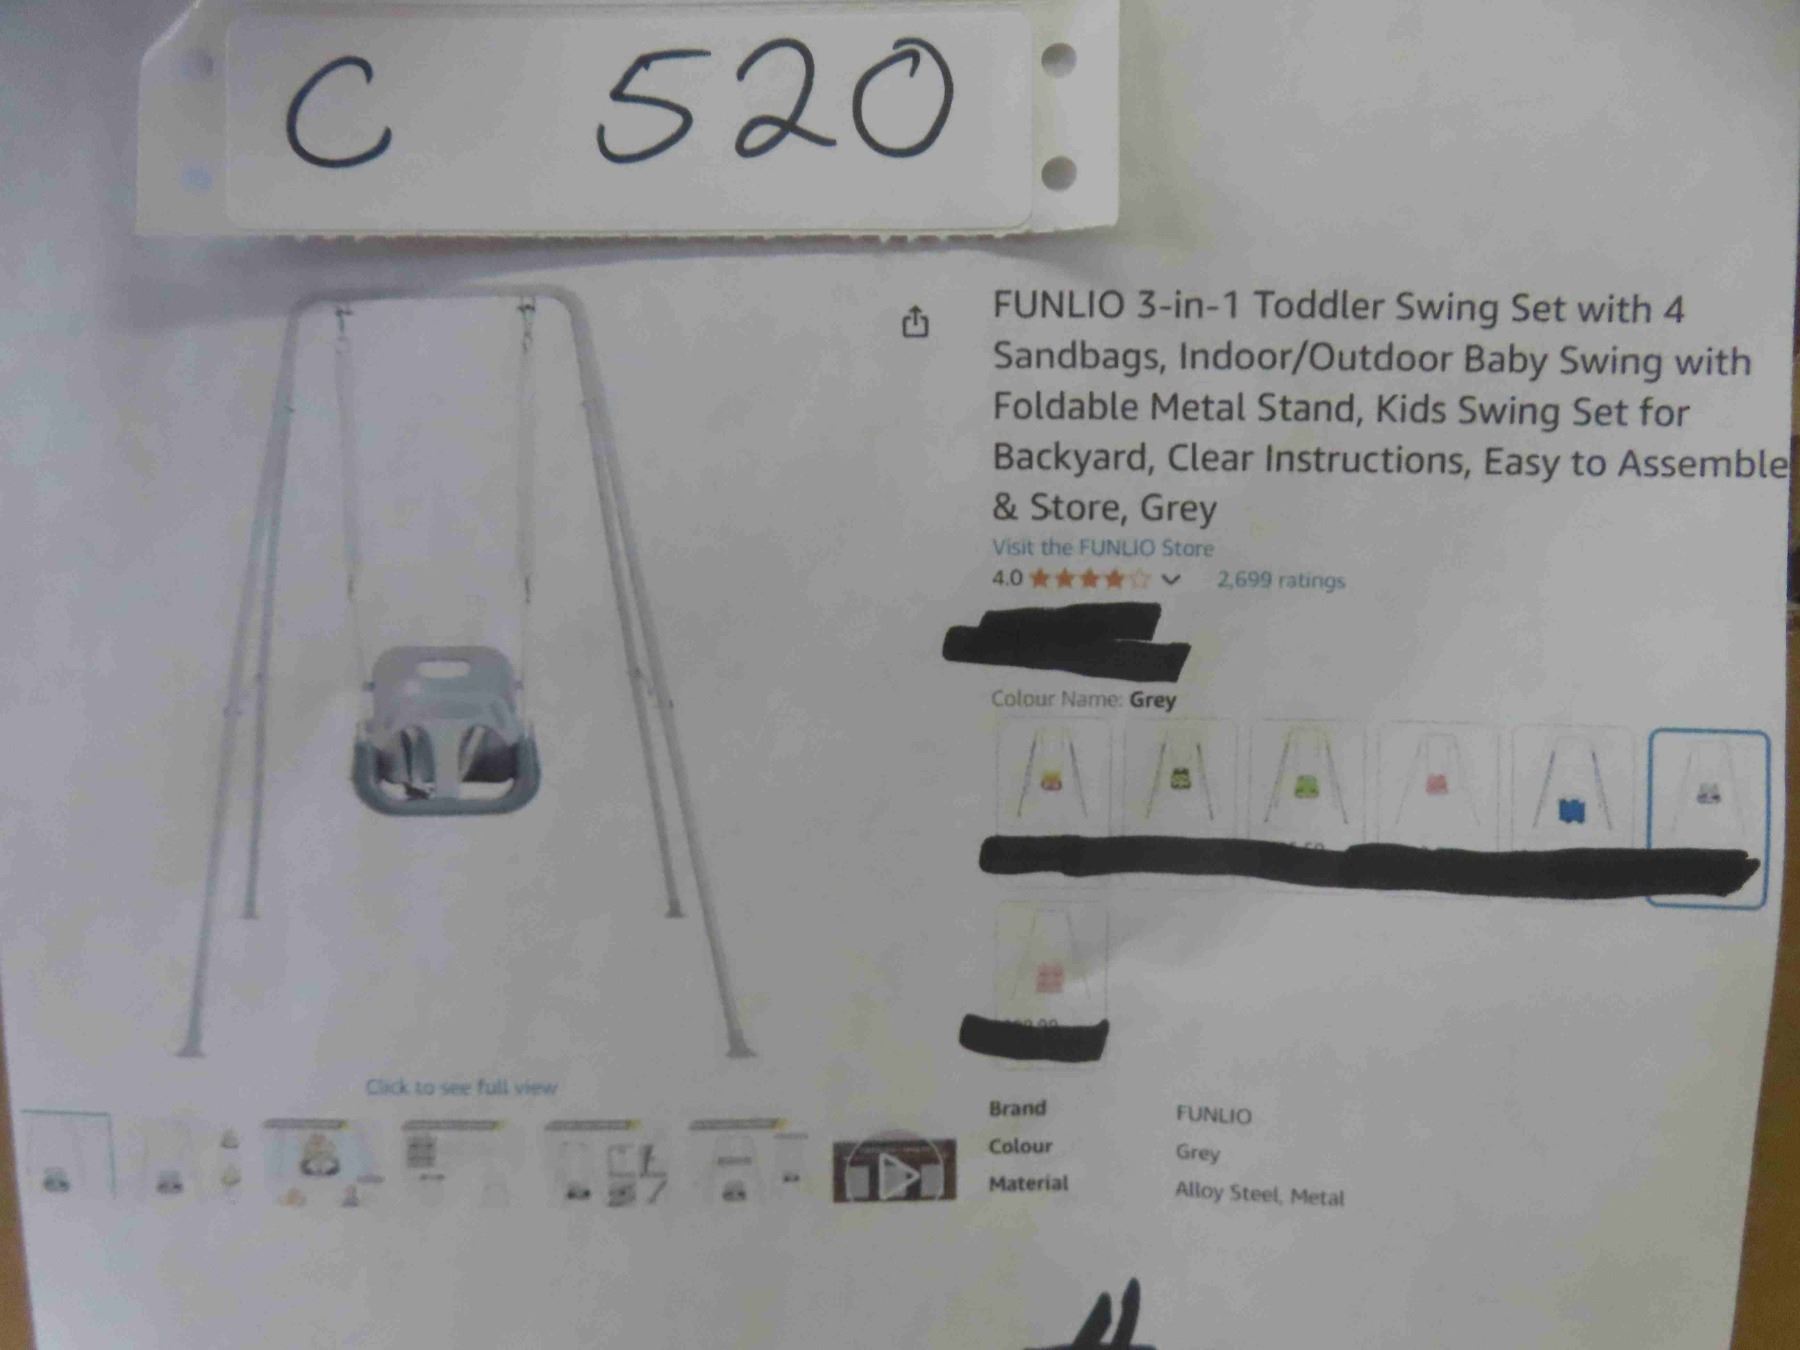 C 520
FUNLIO 3-in-1 Toddler Swing Set with 4
Sandbags, Indoor/Outdoor Baby Swing with
Foldable Metal Stand, Kids Swing Set for
Backyard, Clear Instructions, Easy to Assemble
& Store, Grey
Visit the FUNLIO Store
4.0 2,699 ratings
Colour Name: Grey
Click to see full view
Brand FUNLIO
Colour Grey
Material Alloy Steel, Metal